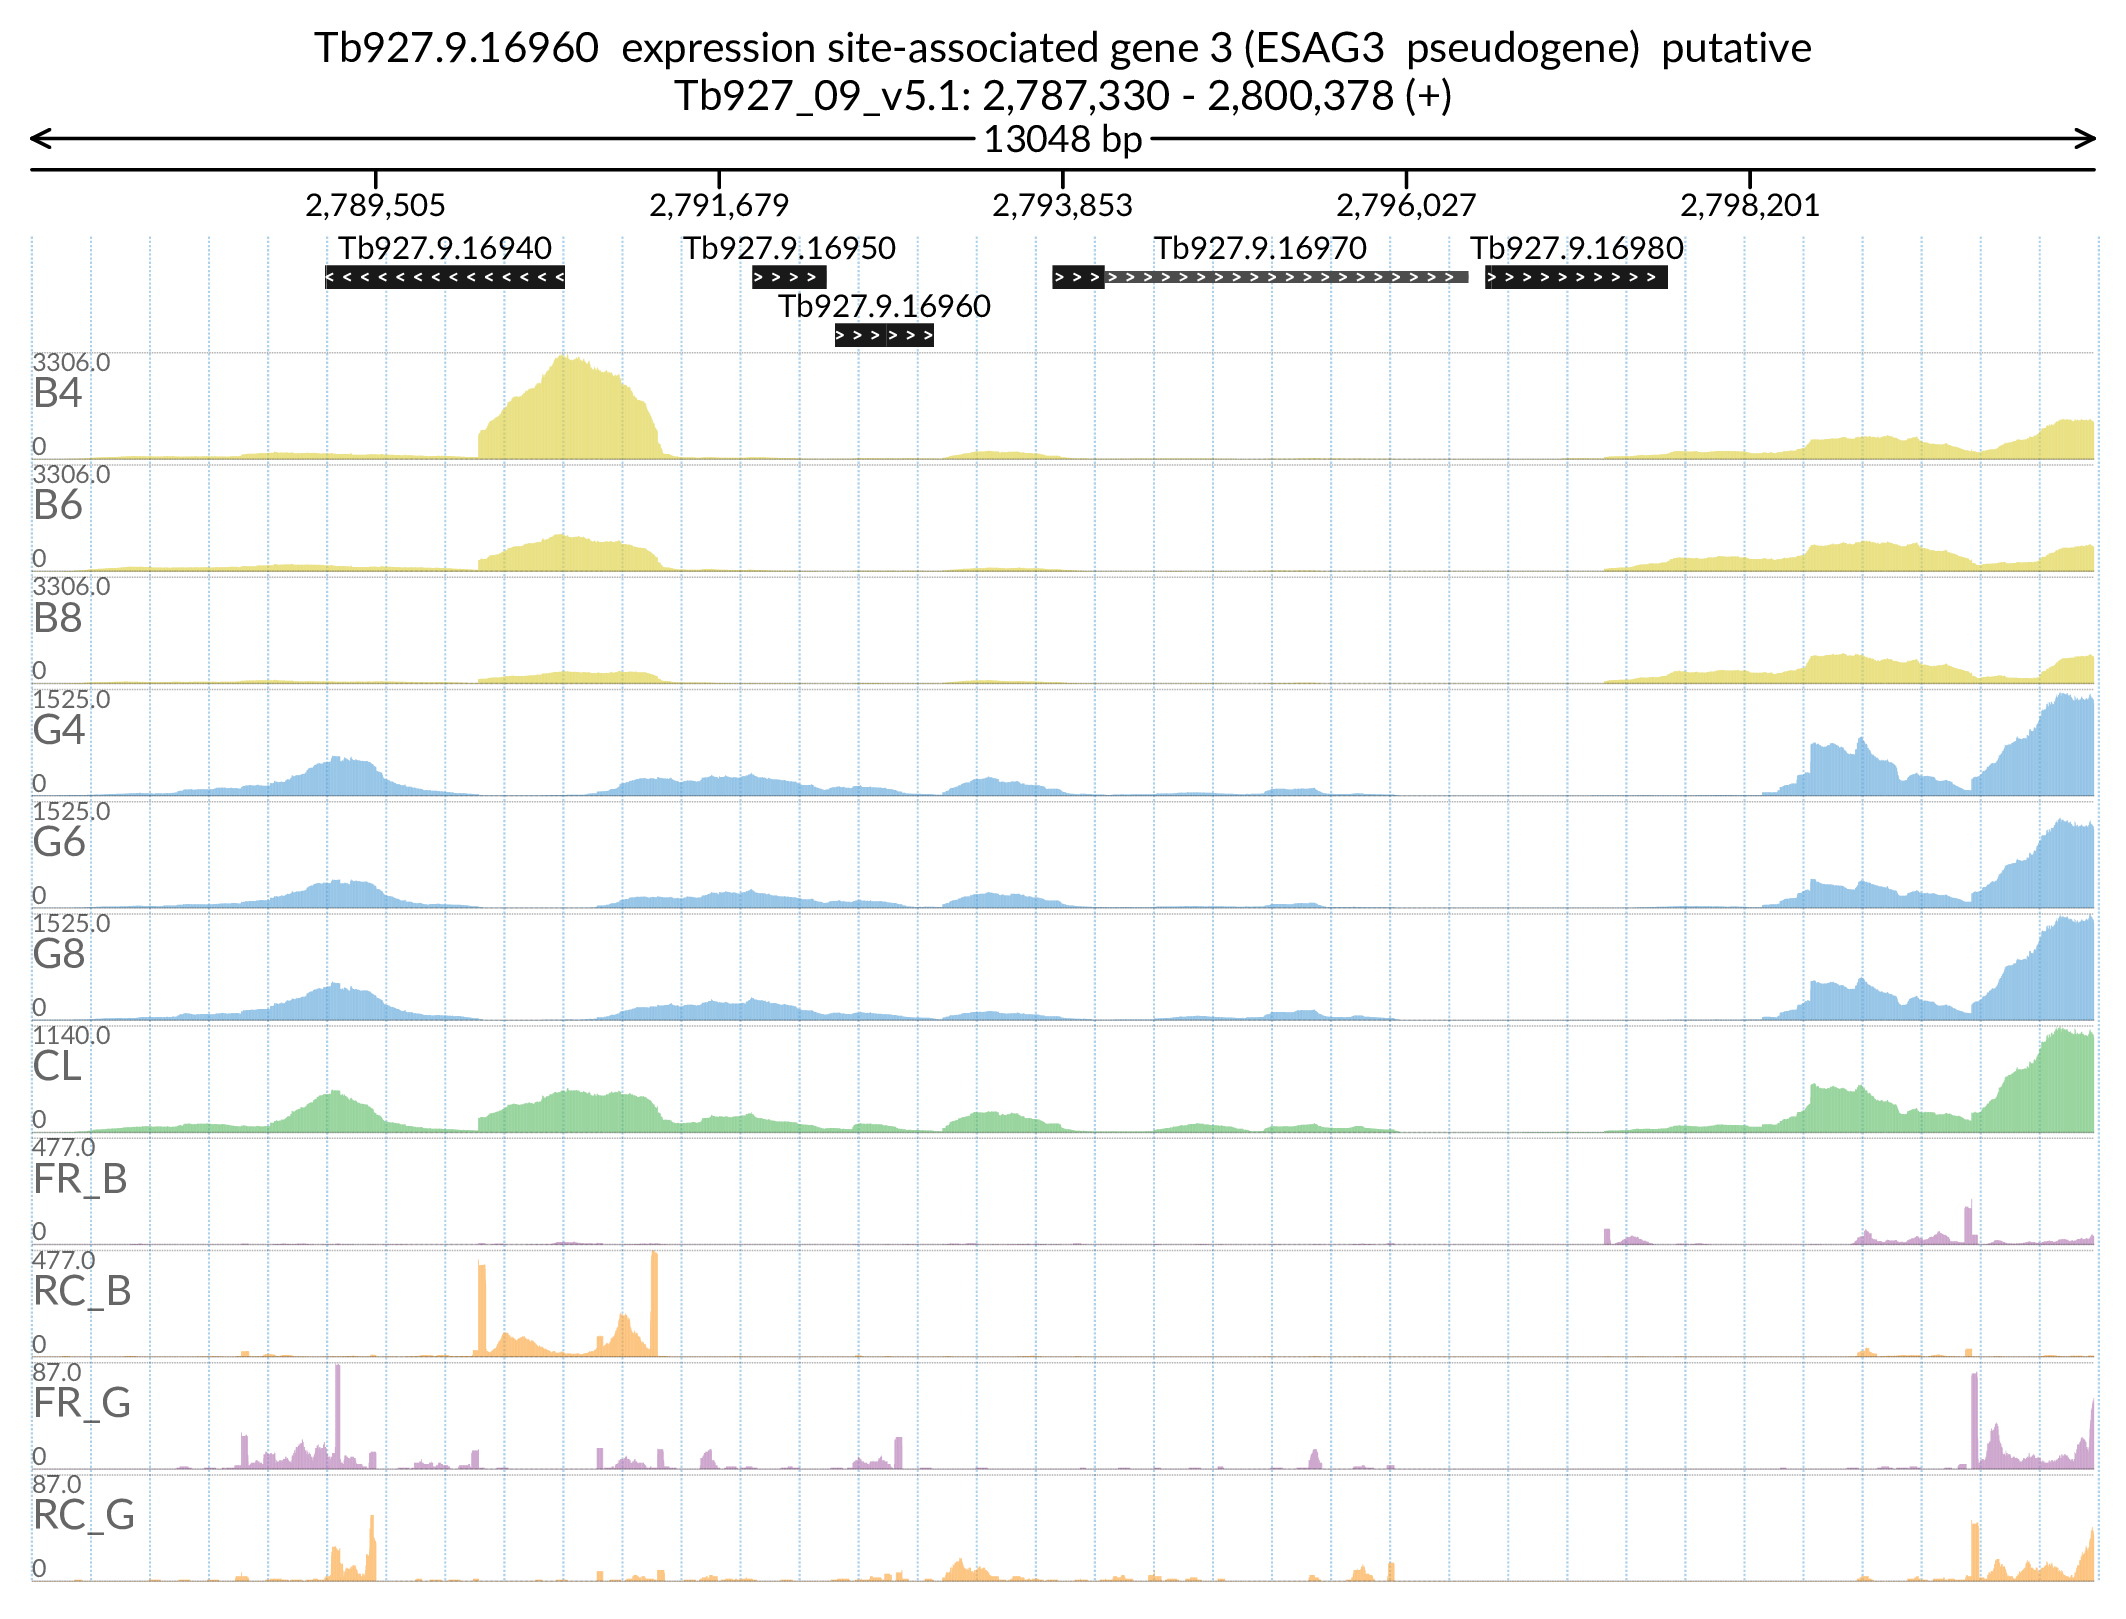 Tb927.9.16960  expression site-associated gene 3 (ESAG3  pseudogene)  putative
Tb927_09_v5.1: 2,787,330 - 2,800,378 (+)
13048 bp
2,789,505 2,791,679 2,793,853 2,796,027 2,798,201
Tb927.9.16940 Tb927.9.16950 Tb927.9.16970 Tb927.9.16980
Tb927.9.16960
3306.0
B4
0
3306.0
B6
0
3306.0
B8
0
1525.0
G4
0
1525.0
G6
0
1525.0
G8
0
1140.0
CL
0
477.0
FR_B
0
477.0
RC_B
0
87.0
FR_G
0
87.0
RC_G
0